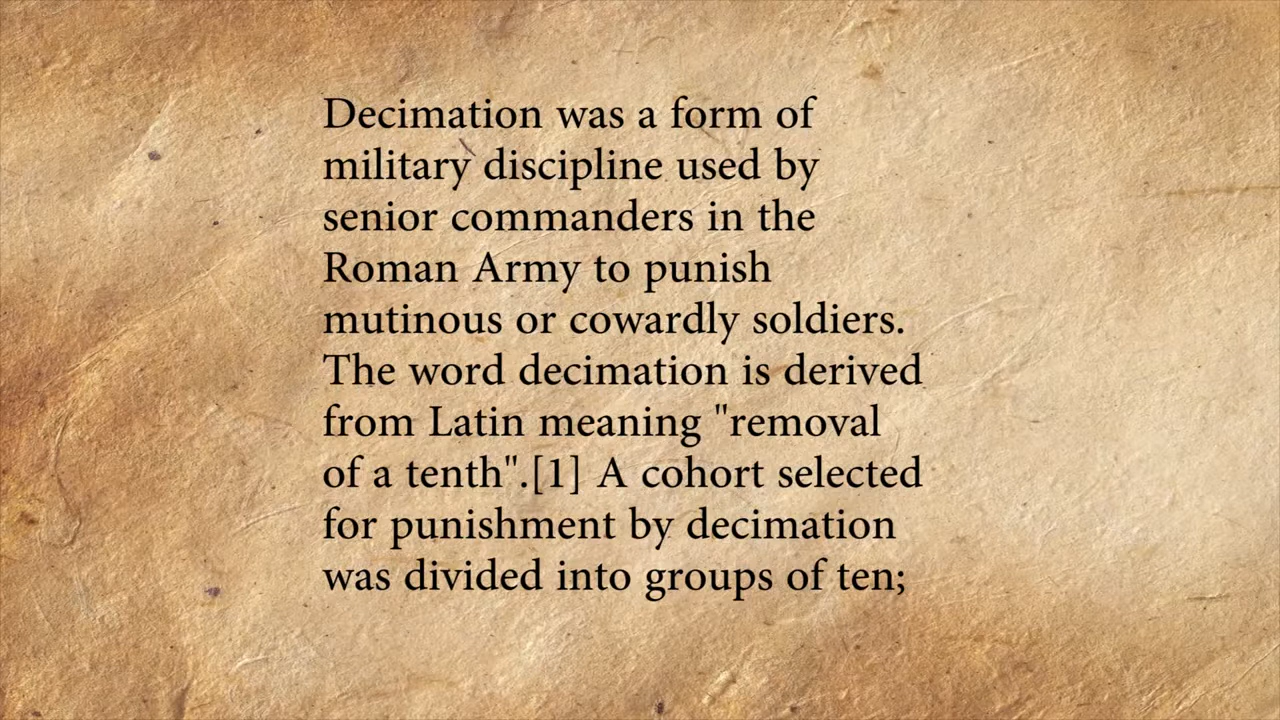 Decimation was a form of
military discipline used by
senior commanders in the
Roman Army to punish
mutinous or cowardly soldiers.
The word decimation is derived
from Latin meaning "removal
of a tenth".[1] A cohort selected
for punishment by decimation
was divided into groups of ten;